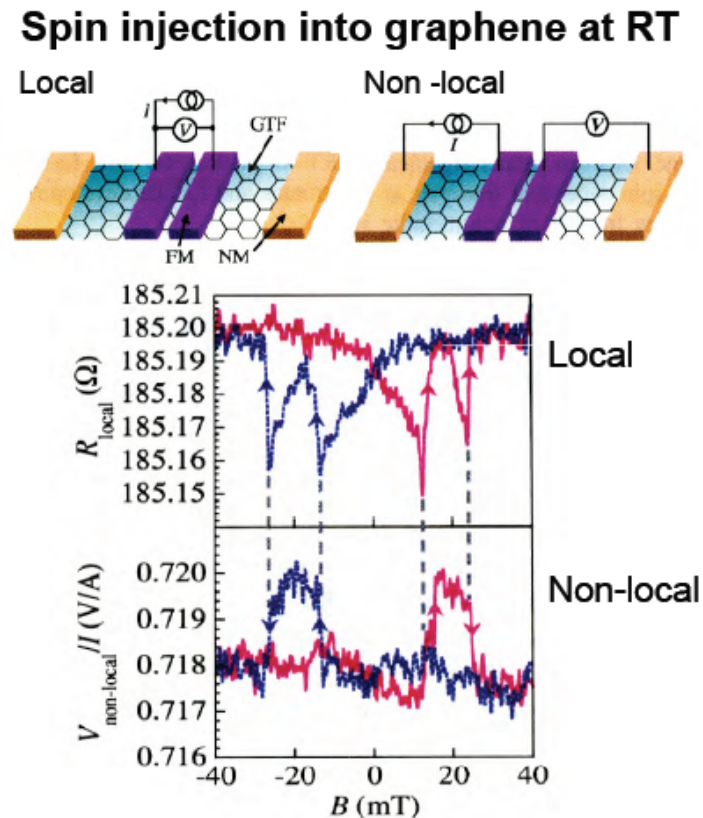 Spin injection into graphene at RT
Local
Non -local
I
V
GTF
I
V
FM
NM
185.21
185.20
185.19
185.18
185.17
185.16
185.15
R local (Ω)
Local
0.720
0.719
0.718
0.717
0.716
V non-local /I (V/A)
Non-local
-40
-20
0
20
40
B (mT)